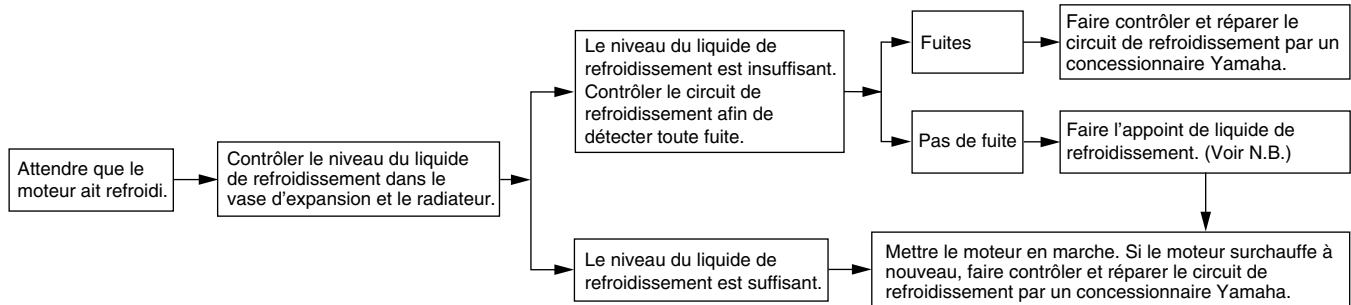 Attendre que le
moteur ait refroidi.
Contrôler le niveau du liquide
de refroidissement dans le
vase d'expansion et le radiateur.
Le niveau du liquide de
refroidissement est insuffisant.
Contrôler le circuit de
refroidissement afin de
détecter toute fuite.
Fuites
Faire contrôler et réparer le
circuit de refroidissement par un
concessionnaire Yamaha.
Pas de fuite
Faire l'appoint de liquide de
refroidissement. (Voir N.B.)
Le niveau du liquide de
refroidissement est suffisant.
Mettre le moteur en marche. Si le moteur surchauffe à
nouveau, faire contrôler et réparer le circuit de
refroidissement par un concessionnaire Yamaha.